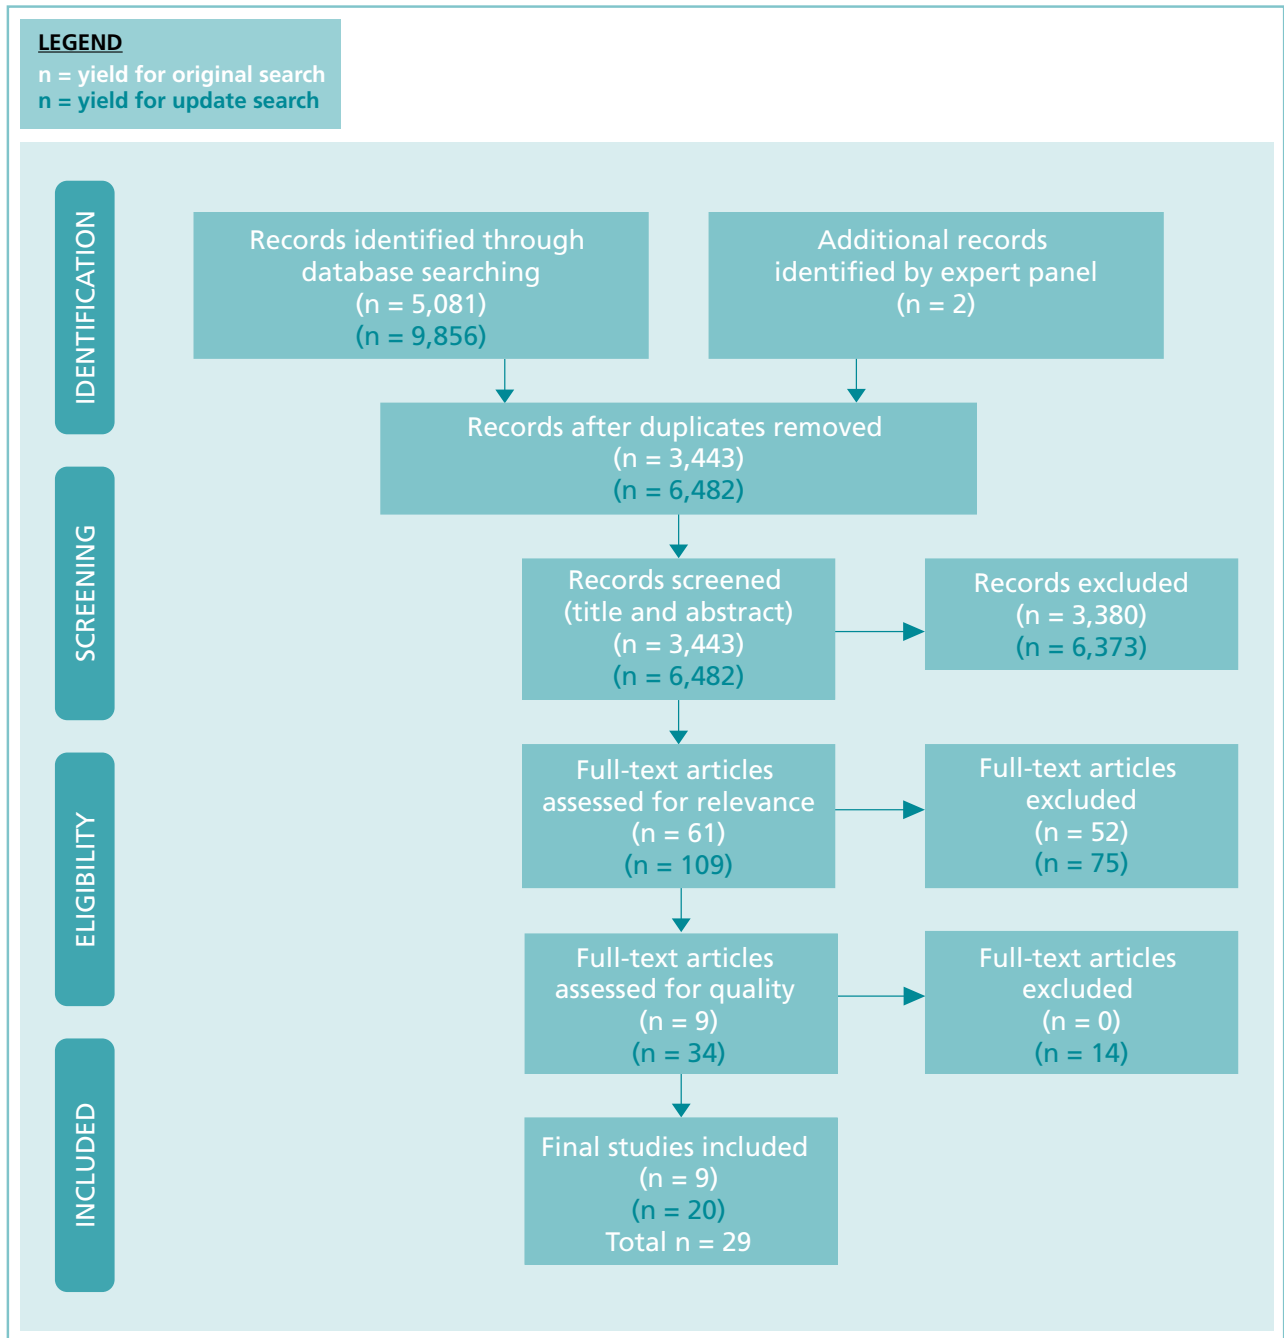 LEGEND
n = yield for original search
n = yield for update search
IDENTIFICATION
Records identified through
database searching
(n = 5,081)
(n = 9,856)
Additional records
identified by expert panel
(n = 2)
Records after duplicates removed
(n = 3,443)
(n = 6,482)
SCREENING
Records screened
(title and abstract)
(n = 3,443)
(n = 6,482)
Records excluded
(n = 3,380)
(n = 6,373)
ELIGIBILITY
Full-text articles
assessed for relevance
(n = 61)
(n = 109)
Full-text articles
excluded
(n = 52)
(n = 75)
Full-text articles
assessed for quality
(n = 9)
(n = 34)
Full-text articles
excluded
(n = 0)
(n = 14)
INCLUDED
Final studies included
(n = 9)
(n = 20)
Total n = 29